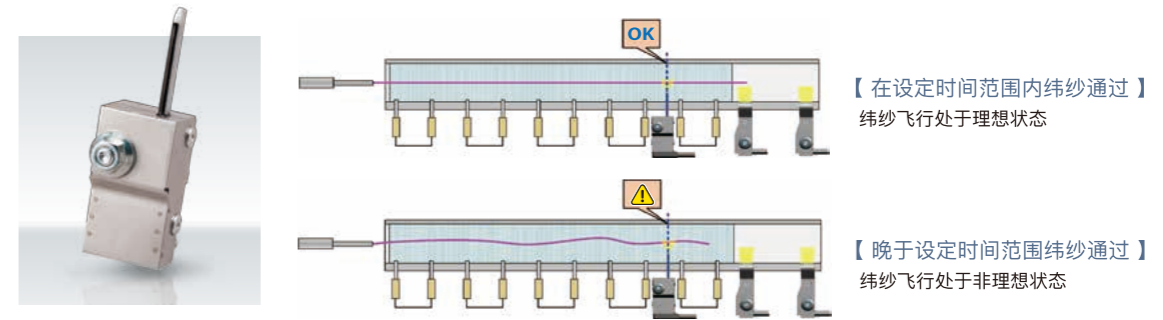 OK
【 在设定时间范围内纬纱通过 】
纬纱飞行处于理想状态
【 晚于设定时间范围纬纱通过 】
纬纱飞行处于非理想状态